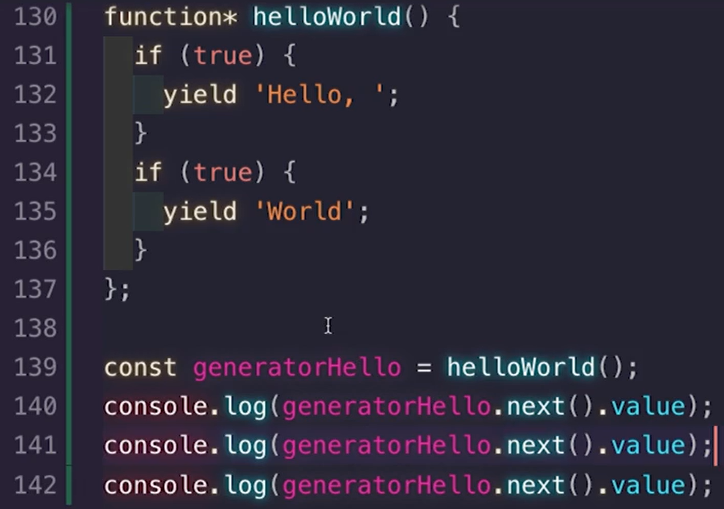 130 function* helloWorld() {
131   if (true) {
132     yield 'Hello, ';
133   }
134   if (true) {
135     yield 'World';
136   }
137 };
138
139 const generatorHello = helloWorld();
140 console.log(generatorHello.next().value);
141 console.log(generatorHello.next().value);
142 console.log(generatorHello.next().value);